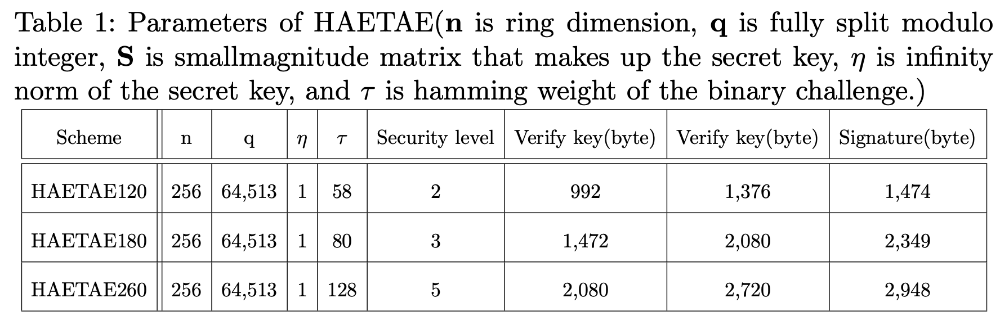 Table 1: Parameters of HAETAE(n is ring dimension, q is fully split modulo
integer, S is smallmagnitude matrix that makes up the secret key, η is infinity
norm of the secret key, and τ is hamming weight of the binary challenge.)
Scheme n q η τ Security level Verify key(byte) Verify key(byte) Signature(byte)
HAETAE120 256 64,513 1 58 2 992 1,376 1,474
HAETAE180 256 64,513 1 80 3 1,472 2,080 2,349
HAETAE260 256 64,513 1 128 5 2,080 2,720 2,948